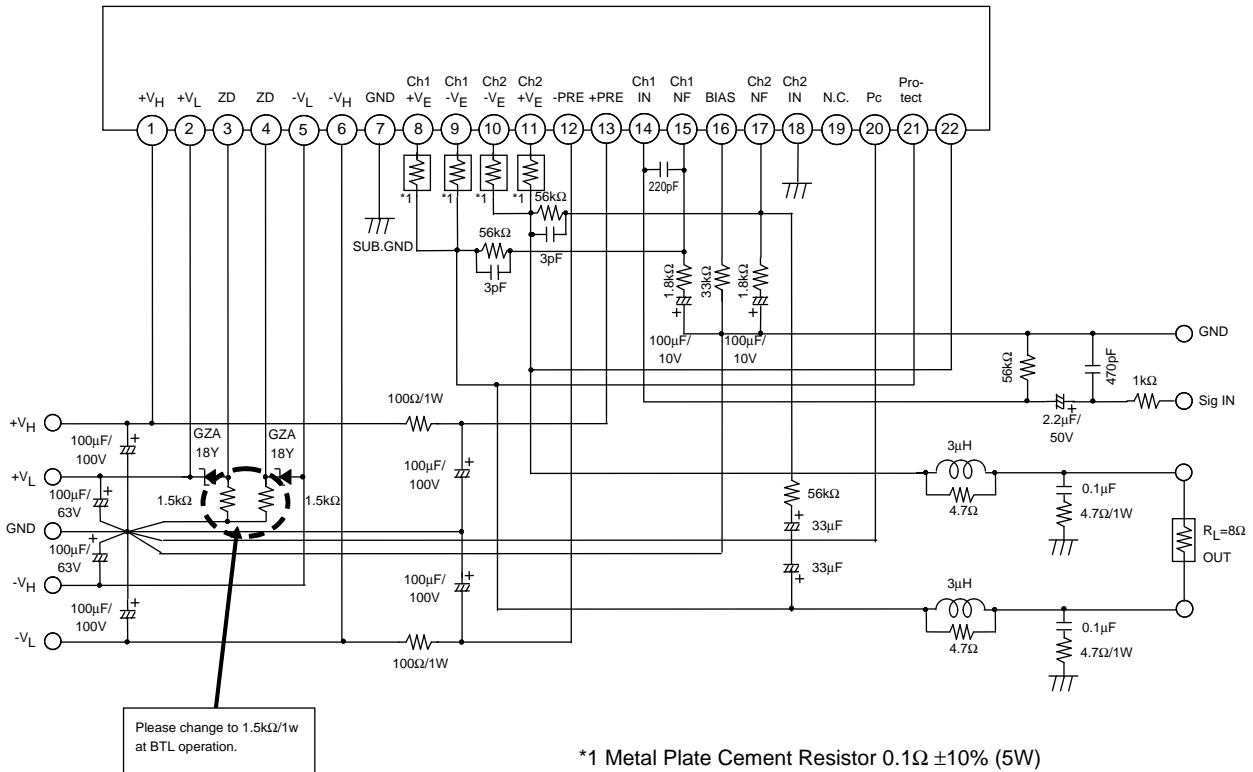 Ch1 Ch1 Ch2 Ch2 Ch1 Ch1 Ch2 Ch2 Pro-
+VH +VL ZD ZD -VL -VH GND +VE -VE -VE +VE -PRE +PRE IN NF BIAS NF IN N.C. Pc tect
1 2 3 4 5 6 7 8 9 10 11 12 13 14 15 16 17 18 19 20 21 22
220pF
*1 *1 *1 *1
56kΩ
SUB.GND
56kΩ
3pF
3pF
1.8kΩ
33kΩ
1.8kΩ
+ +
100µF/
10V
100µF/
10V
GND
56kΩ
470pF
1kΩ
Sig IN
2.2µF/
50V
+
100Ω/1W
+VH
100µF/
100V
+
GZA
18Y
GZA
18Y
100µF/
100V
+
3µH
+VL
100µF/
63V
+
1.5kΩ
1.5kΩ
56kΩ
4.7Ω
0.1µF
4.7Ω/1W
GND
33µF
+
RL=8Ω
OUT
100µF/
63V
+
33µF
+
3µH
-VH
100µF/
100V
+
100µF/
100V
+
4.7Ω
0.1µF
4.7Ω/1W
-VL
100Ω/1W
Please change to 1.5kΩ/1w
at BTL operation.
*1 Metal Plate Cement Resistor 0.1Ω ±10% (5W)